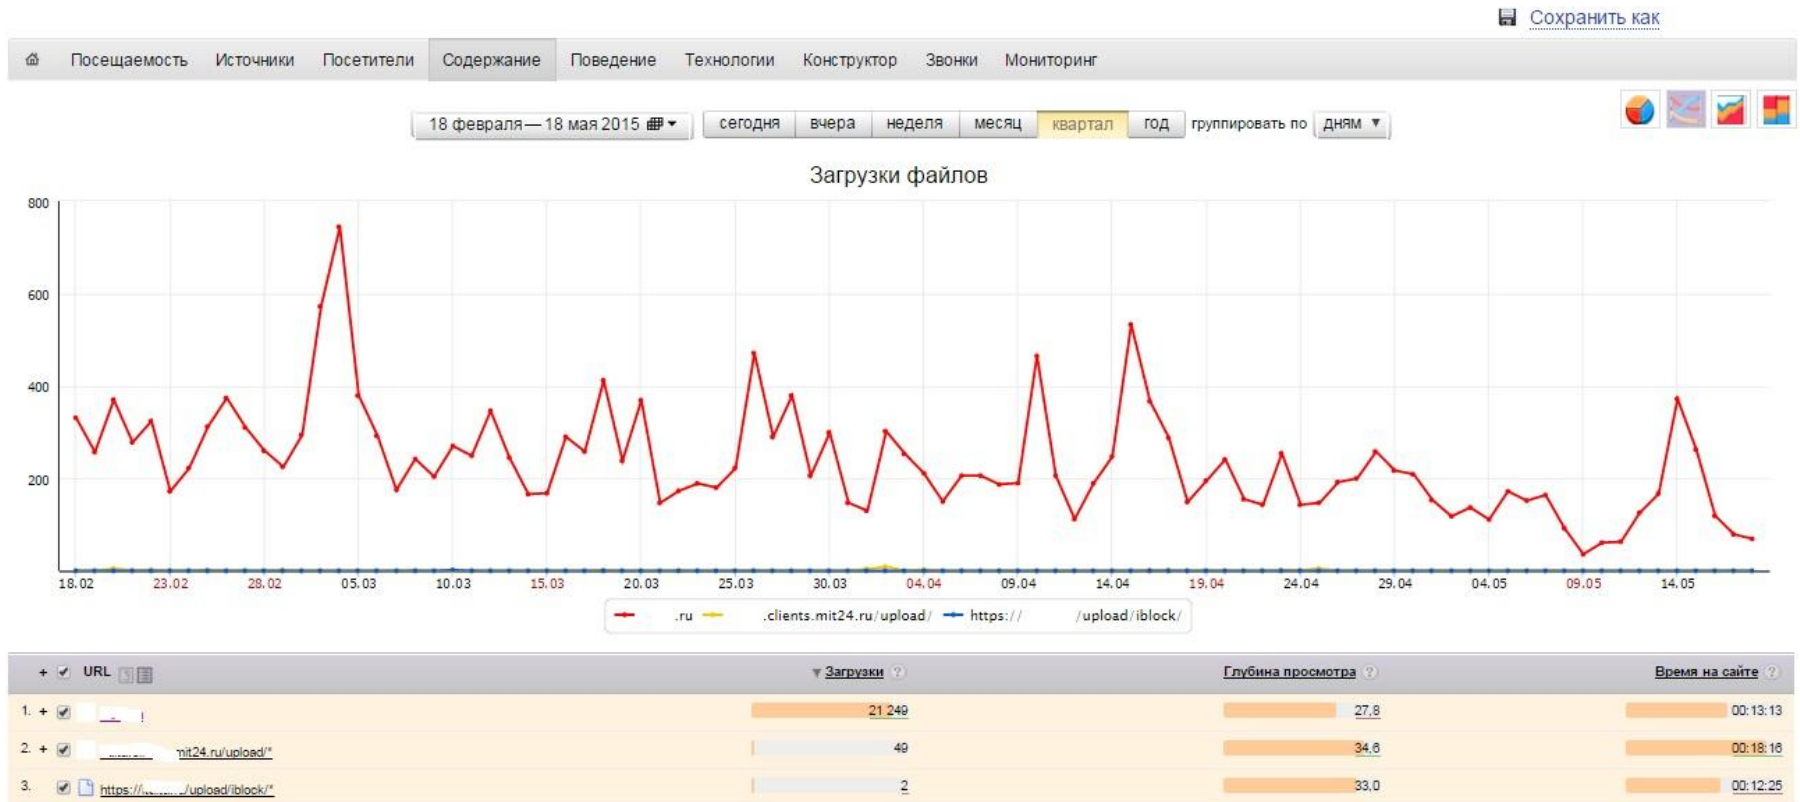 Сохранить как
Посещаемость Источники Посетители Содержание Поведение Технологии Конструктор Звонки Мониторинг
18 февраля — 18 мая 2015 сегодня вчера неделя месяц квартал год группировать по дням
Загрузки файлов
800
600
400
200
18.02 23.02 28.02 05.03 10.03 15.03 20.03 25.03 30.03 04.04 09.04 14.04 19.04 24.04 29.04 04.05 09.05 14.05
.ru .clients.mit24.ru/upload/ https:// /upload/iblock/
+ URL ▼ Загрузки ? Глубина просмотра ? Время на сайте ?
1. + 21 249 27,8 00:13:13
2. + mit24.ru/upload/* 49 34,6 00:18:16
3. https:// /upload/iblock/* 2 33,0 00:12:25